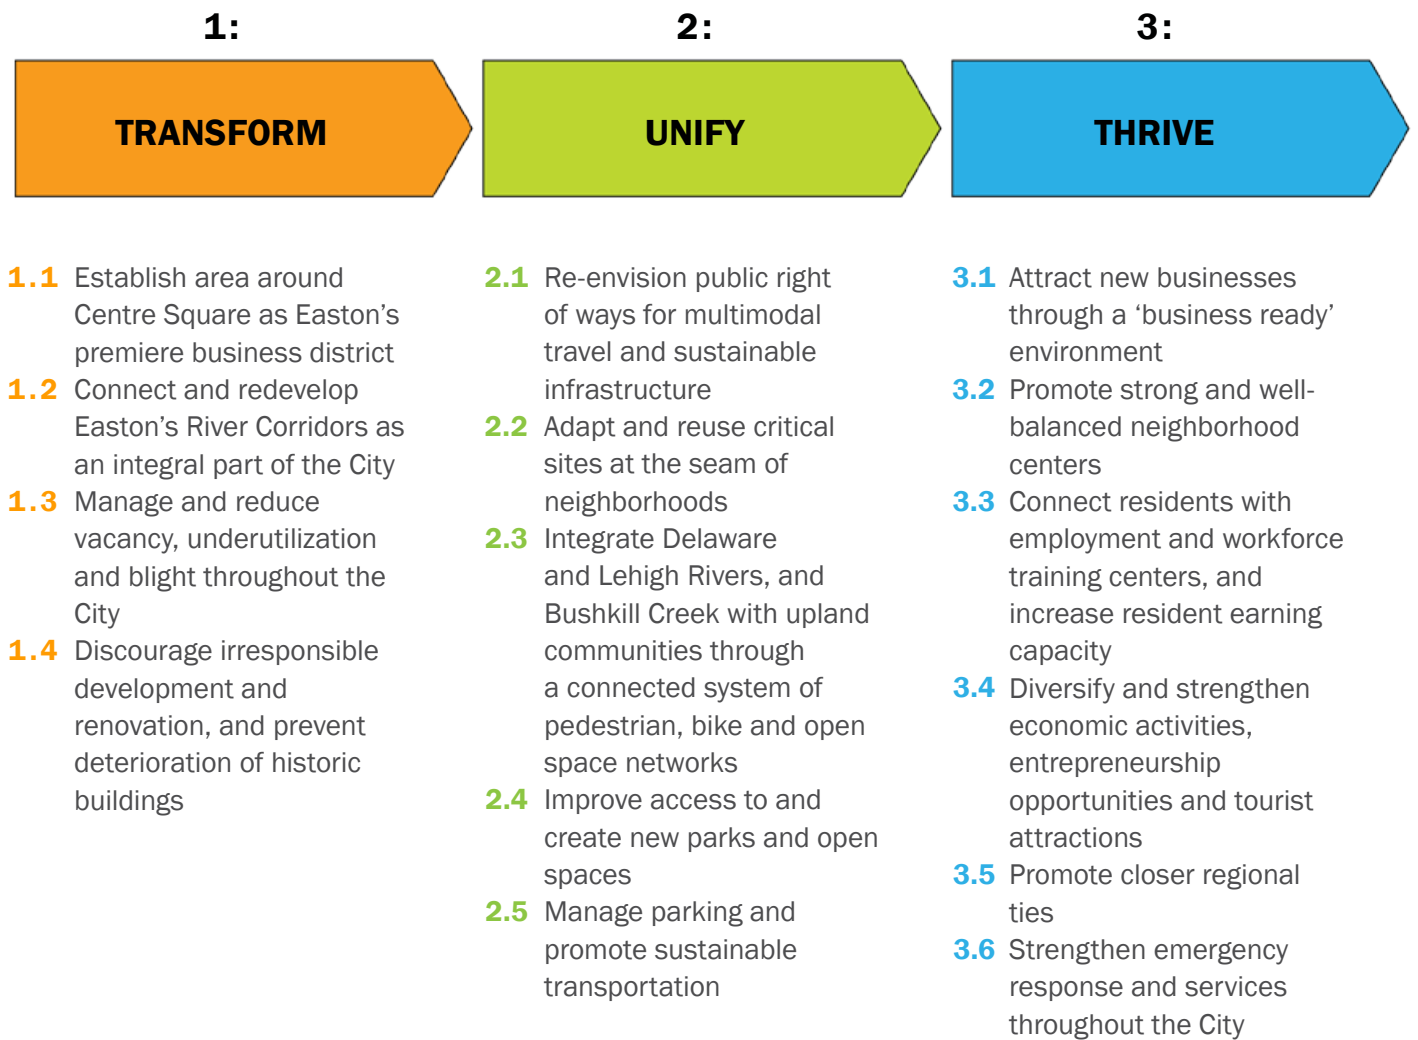 1:
TRANSFORM
1.1 Establish area around
Centre Square as Easton’s
premiere business district
1.2 Connect and redevelop
Easton’s River Corridors as
an integral part of the City
1.3 Manage and reduce
vacancy, underutilization
and blight throughout the
City
1.4 Discourage irresponsible
development and
renovation, and prevent
deterioration of historic
buildings
2:
UNIFY
2.1 Re-envision public right
of ways for multimodal
travel and sustainable
infrastructure
2.2 Adapt and reuse critical
sites at the seam of
neighborhoods
2.3 Integrate Delaware
and Lehigh Rivers, and
Bushkill Creek with upland
communities through
a connected system of
pedestrian, bike and open
space networks
2.4 Improve access to and
create new parks and open
spaces
2.5 Manage parking and
promote sustainable
transportation
3:
THRIVE
3.1 Attract new businesses
through a ‘business ready’
environment
3.2 Promote strong and well-
balanced neighborhood
centers
3.3 Connect residents with
employment and workforce
training centers, and
increase resident earning
capacity
3.4 Diversify and strengthen
economic activities,
entrepreneurship
opportunities and tourist
attractions
3.5 Promote closer regional
ties
3.6 Strengthen emergency
response and services
throughout the City